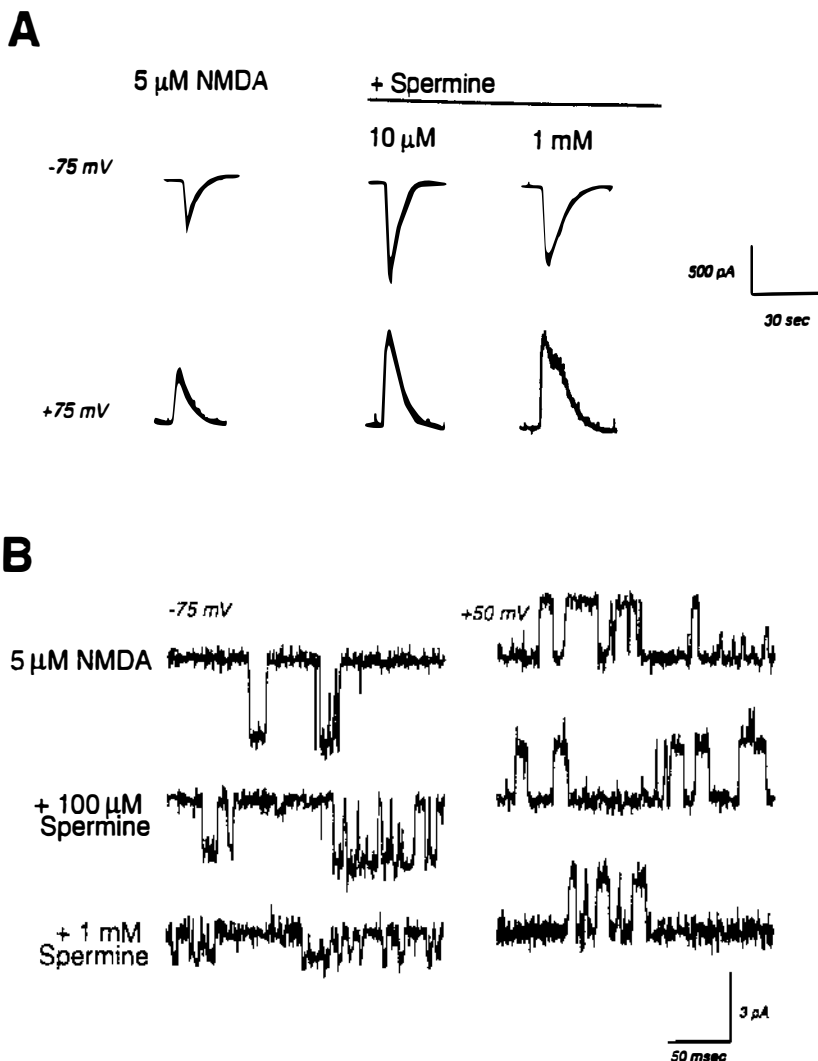 A
5 µM NMDA
+ Spermine
10 µM
1 mM
-75 mV
500 pA
30 sec
+75 mV
B
-75 mV
+50 mV
5 µM NMDA
+ 100 µM
Spermine
+ 1 mM
Spermine
3 pA
50 msec